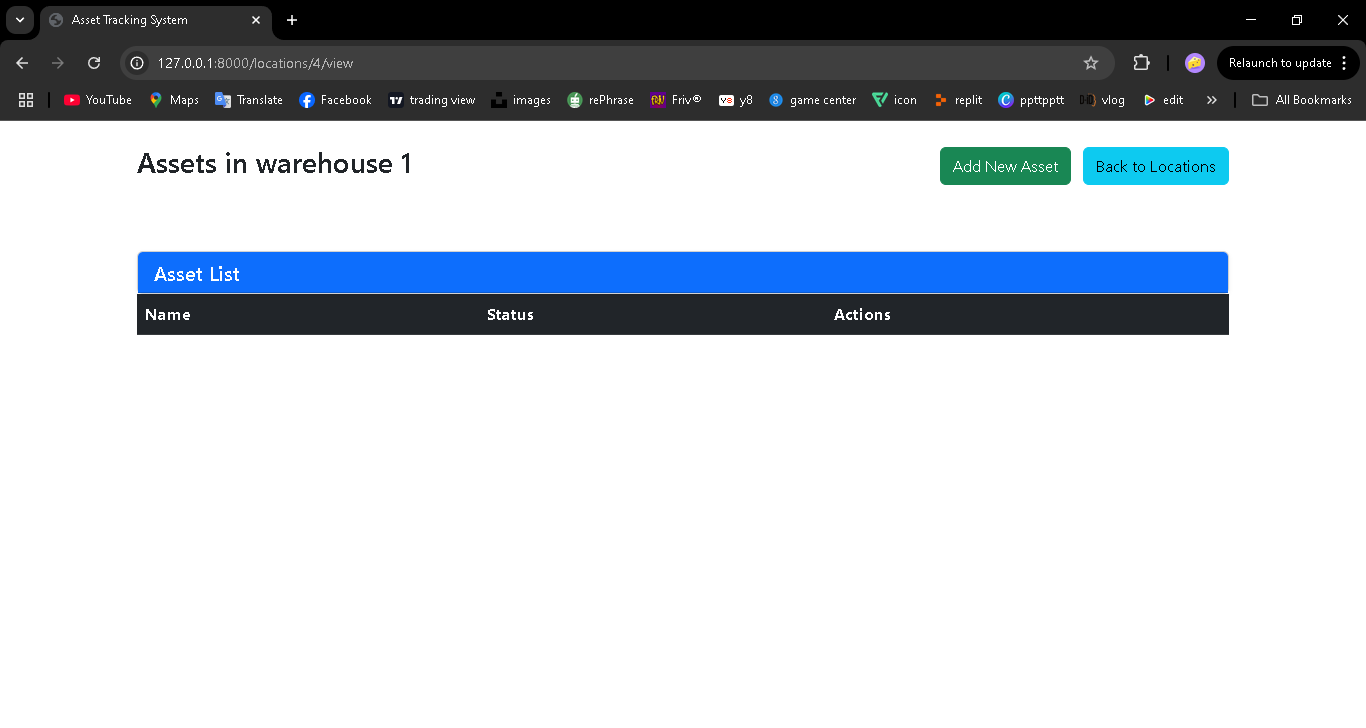 Asset Tracking System
127.0.0.1:8000/locations/4/view
Relaunch to update
YouTube Maps Translate Facebook trading view images rePhrase Friv® y8 game center icon replit ppttpptt vlog edit » All Bookmarks
Assets in warehouse 1
Add New Asset Back to Locations
Asset List
Name Status Actions